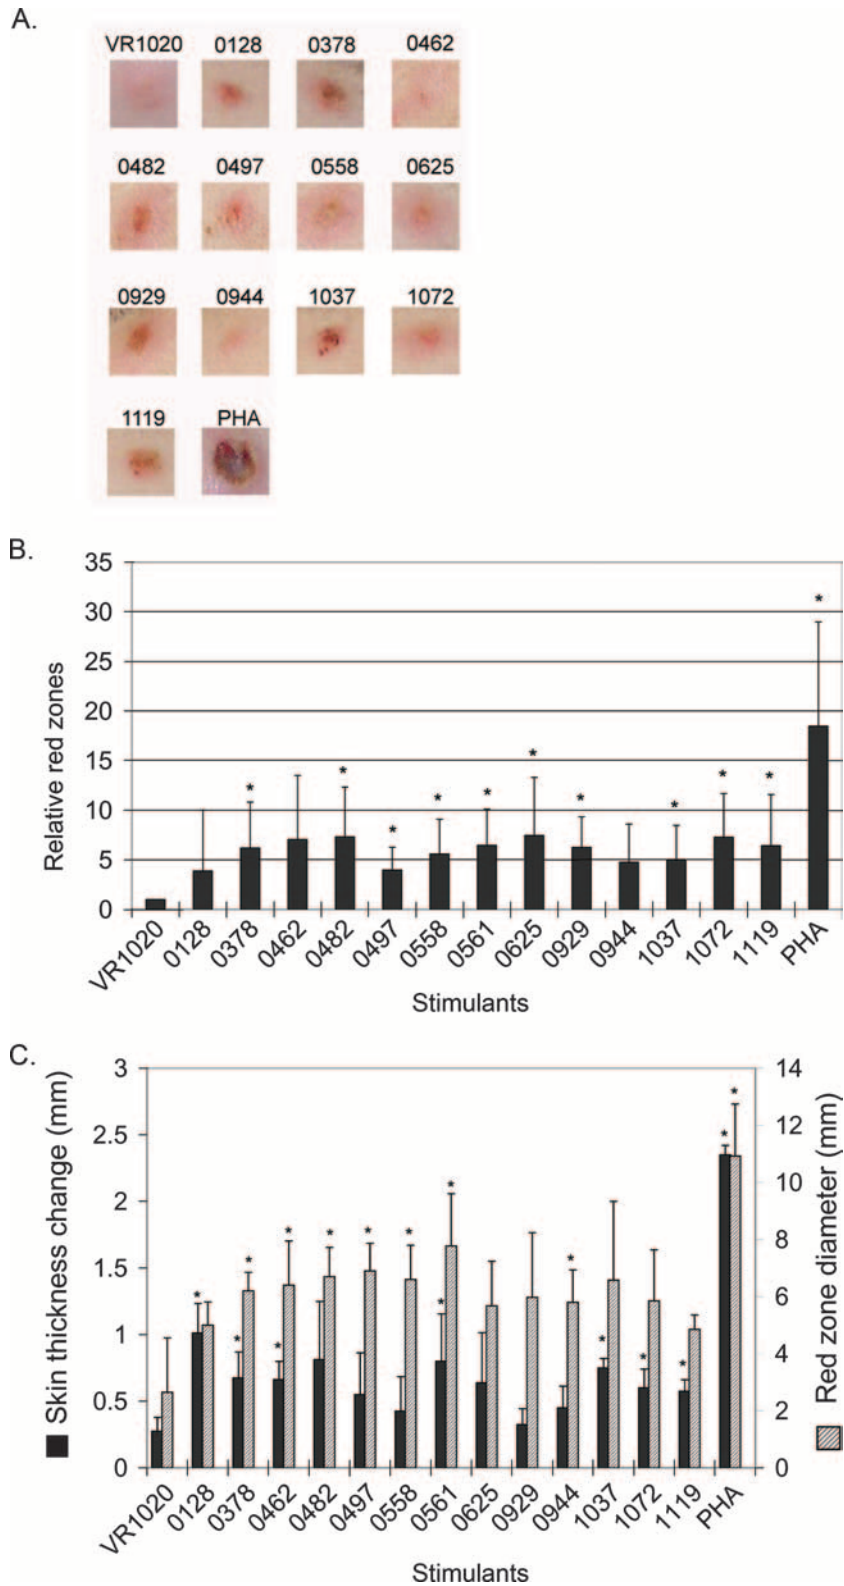 A.
VR1020 0128 0378 0462
0482 0497 0558 0625
0929 0944 1037 1072
1119 PHA
B.
35
30
25
20
15
10
5
0
Relative red zones
* * * * * * * * * * *
VR1020 0128 0378 0462 0482 0497 0558 0561 0625 0929 0944 1037 1072 1119 PHA
Stimulants
C.
3
2.5
2
1.5
1
0.5
0
Skin thickness change (mm)
14
12
10
8
6
4
2
0
Red zone diameter (mm)
* * * * * * * * * * * * * * * *
VR1020 0128 0378 0462 0482 0497 0558 0561 0625 0929 0944 1037 1072 1119 PHA
Stimulants